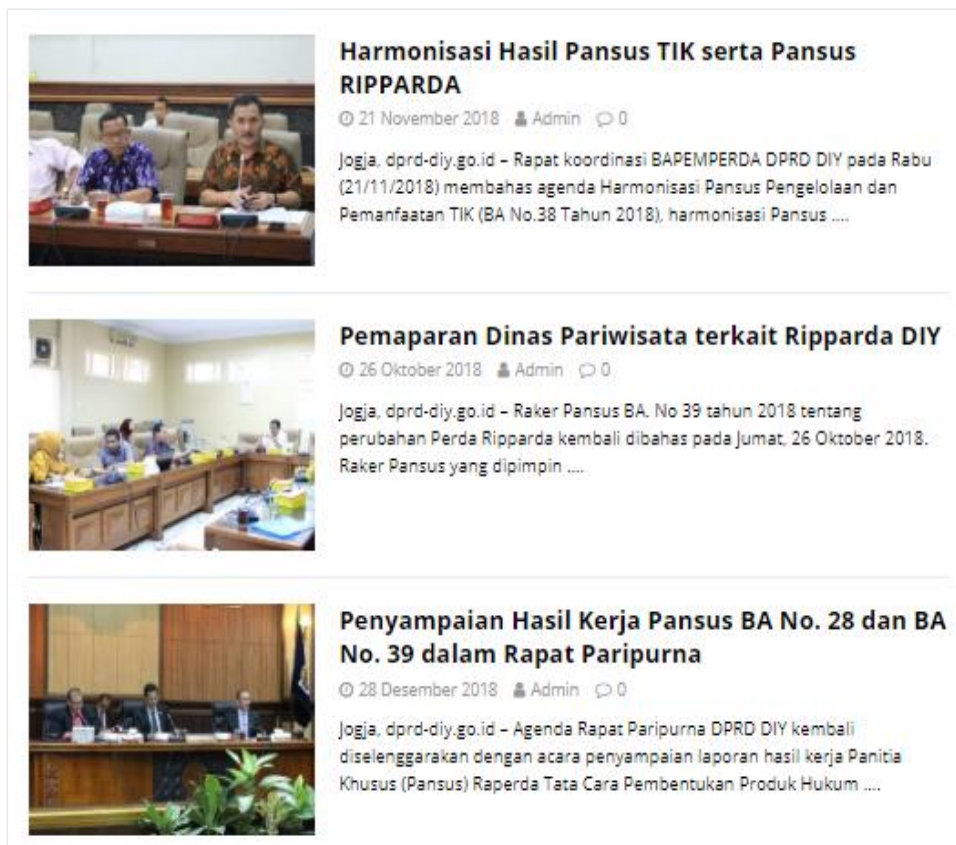 Harmonisasi Hasil Pansus TIK serta Pansus
RIPPARDA
21 November 2018 Admin 0
Jogja, dprd-diy.go.id – Rapat koordinasi BAPEMPERDA DPRD DIY pada Rabu
(21/11/2018) membahas agenda Harmonisasi Pansus Pengelolaan dan
Pemanfaatan TIK (BA No.38 Tahun 2018), harmonisasi Pansus ....
Pemaparan Dinas Pariwisata terkait Ripparda DIY
26 Oktober 2018 Admin 0
Jogja, dprd-diy.go.id – Raker Pansus BA. No 39 tahun 2018 tentang
perubahan Perda Ripparda kembali dibahas pada Jumat, 26 Oktober 2018.
Raker Pansus yang dipimpin ....
Penyampaian Hasil Kerja Pansus BA No. 28 dan BA
No. 39 dalam Rapat Paripurna
28 Desember 2018 Admin 0
Jogja, dprd-diy.go.id – Agenda Rapat Paripurna DPRD DIY kembali
diselenggarakan dengan acara penyampaian laporan hasil kerja Panitia
Khusus (Pansus) Raperda Tata Cara Pembentukan Produk Hukum ....